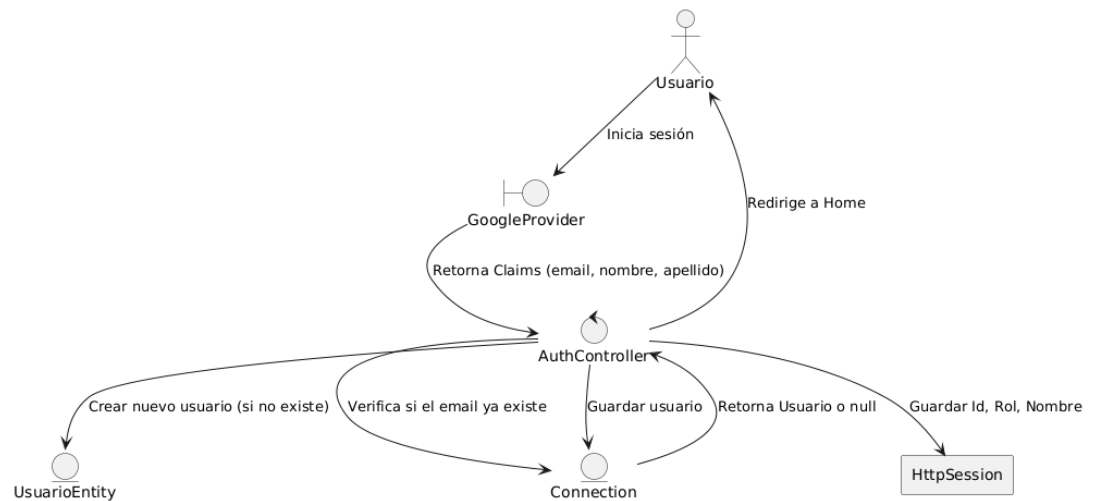 Usuario
Inicia sesión
GoogleProvider
Redirige a Home
Retorna Claims (email, nombre, apellido)
AuthController
Crear nuevo usuario (si no existe)
Verifica si el email ya existe
Guardar usuario
Retorna Usuario o null
Guardar Id, Rol, Nombre
UsuarioEntity
Connection
HttpSession